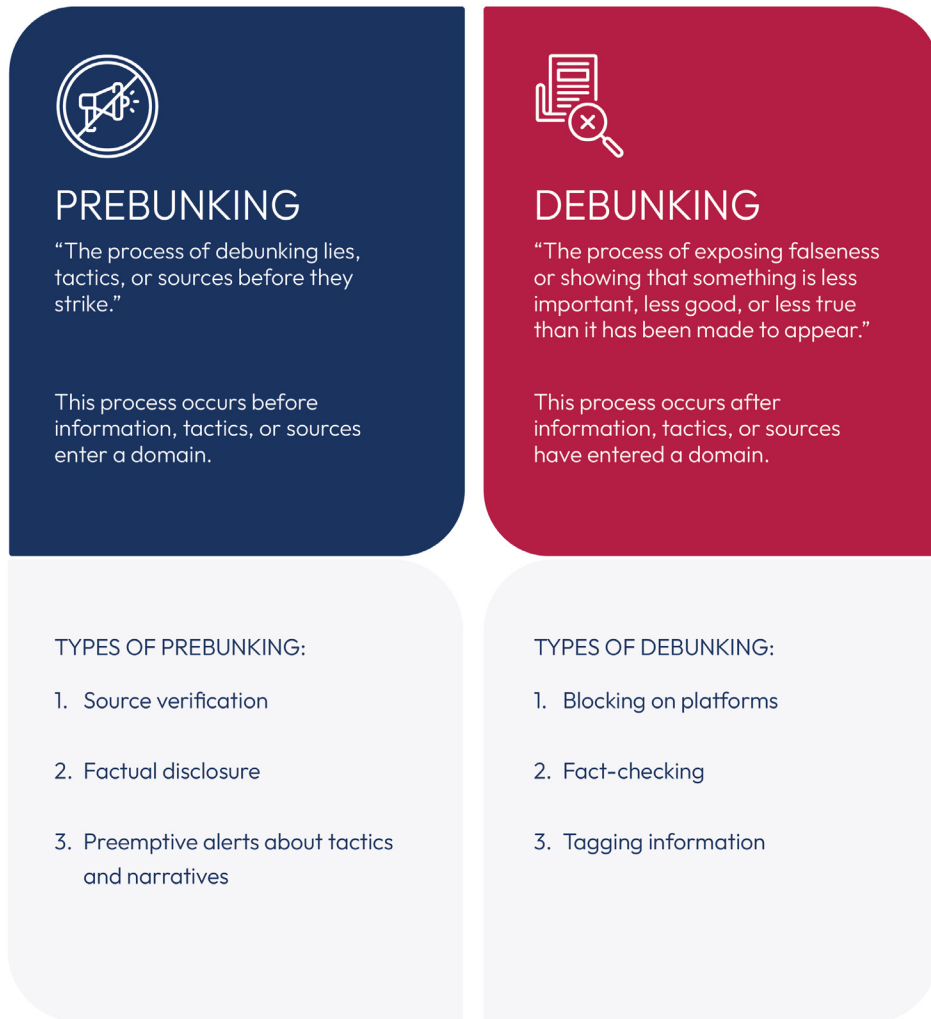 PREBUNKING
“The process of debunking lies,
tactics, or sources before they
strike.”
This process occurs before
information, tactics, or sources
enter a domain.
TYPES OF PREBUNKING:
1. Source verification
2. Factual disclosure
3. Preemptive alerts about tactics
and narratives
DEBUNKING
“The process of exposing falseness
or showing that something is less
important, less good, or less true
than it has been made to appear.”
This process occurs after
information, tactics, or sources
have entered a domain.
TYPES OF DEBUNKING:
1. Blocking on platforms
2. Fact-checking
3. Tagging information